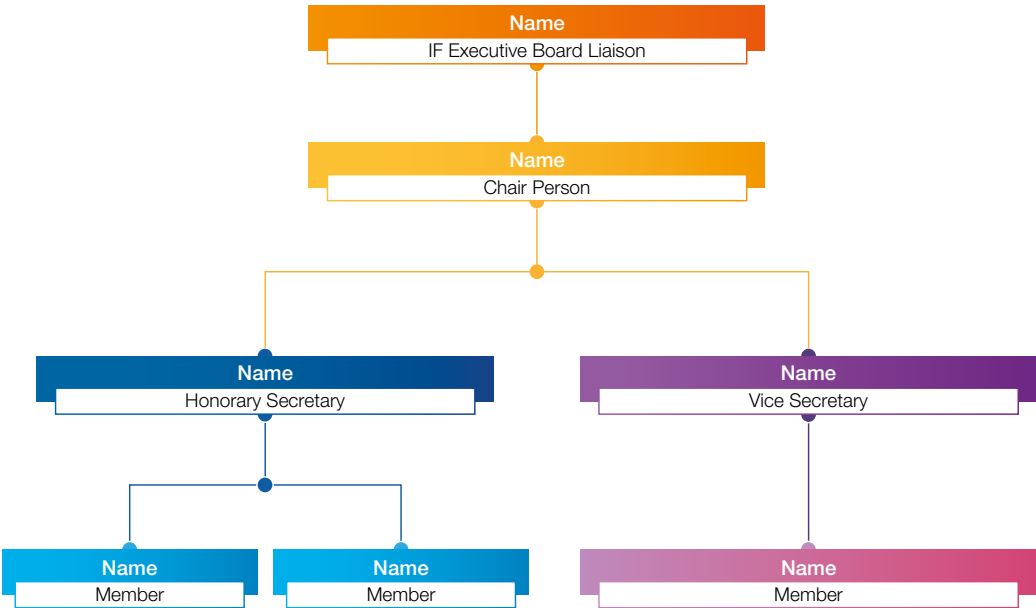 Name
IF Executive Board Liaison
Name
Chair Person
Name
Honorary Secretary
Name
Vice Secretary
Name
Member
Name
Member
Name
Member